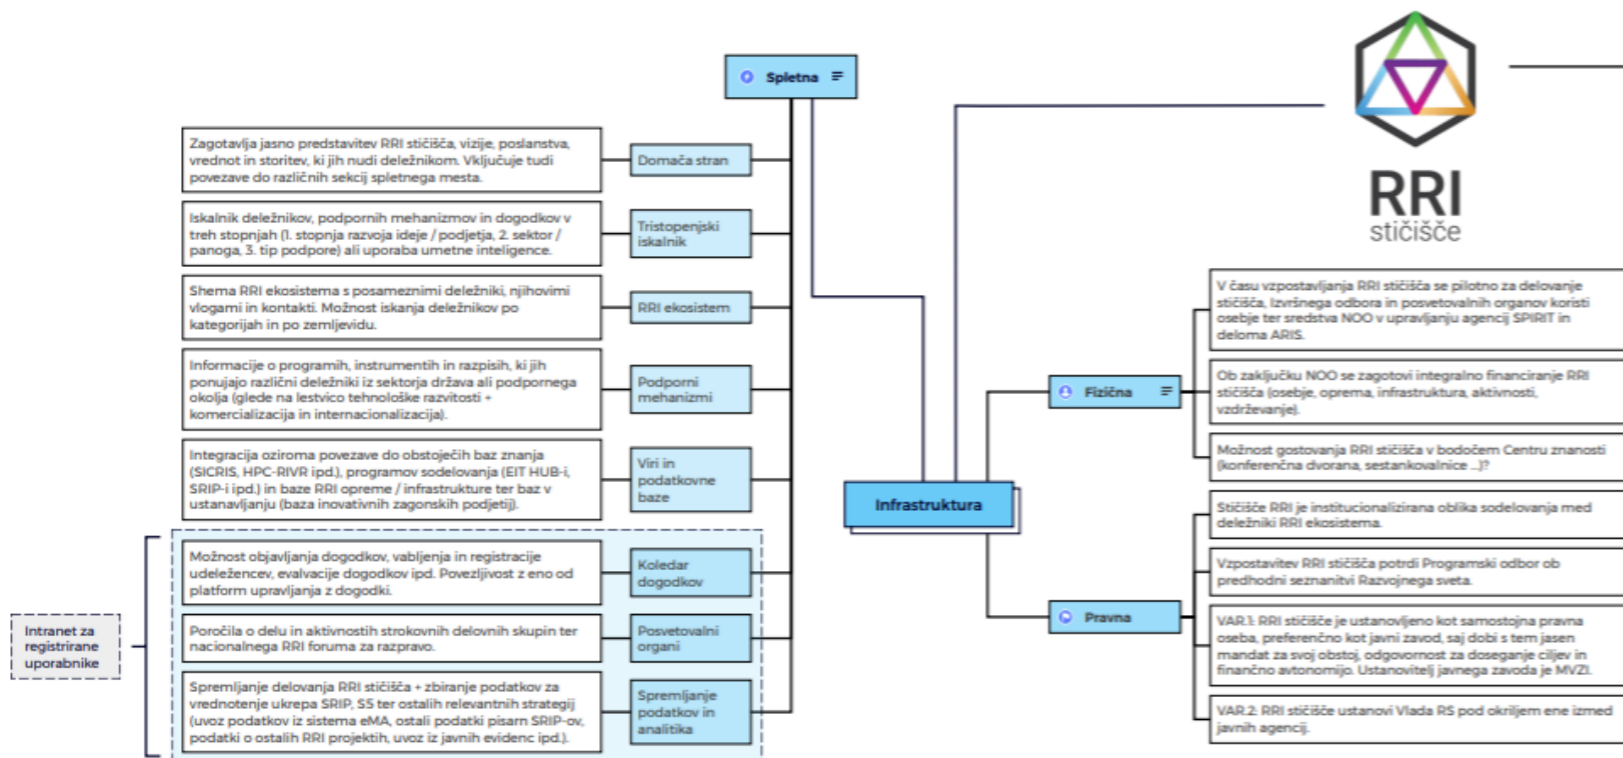 Spletna
Zagotavlja jasno predstavitev RRI stičišča, vizije, poslanstva,
vrednot in storitev, ki jih nudi deležnikom. Vključuje tudi
povezave do različnih sekcij spletnega mesta.
Domača stran
Iskalnik deležnikov, podpornih mehanizmov in dogodkov v
treh stopnjah (1. stopnja razvoja ideje / podjetja, 2. sektor /
panoga, 3. tip podpore) ali uporaba umetne inteligence.
Tristopenjski
iskalnik
Shema RRI ekosistema s posameznimi deležniki, njihovimi
vlogami in kontakti. Možnost iskanja deležnikov po
kategorijah in po zemljevidu.
RRI ekosistem
Informacije o programih, instrumentih in razpisih, ki jih
ponujajo različni deležniki iz sektorja država ali podpornega
okolja (glede na lestvico tehnološke razvitosti +
komercializacija in internacionalizacija).
Podporni
mehanizmi
Integracija oziroma povezave do obstoječih baz znanja
(SICRIS, HPC-RIVR ipd.), programov sodelovanja (EIT HUB-i,
SRIP-i ipd.) in baze RRI opreme / infrastrukture ter baz v
ustanavljanju (baza inovativnih zagonskih podjetij).
Viri in
podatkovne
baze
Intranet za
registrirane
uporabnike
Možnost objavljanja dogodkov, vabljenja in registracije
udeležencev, evalvacije dogodkov ipd. Povezljivost z eno od
platform upravljanja z dogodki.
Koledar
dogodkov
Poročila o delu in aktivnostih strokovnih delovnih skupin ter
nacionalnega RRI foruma za razpravo.
Posvetovalni
organi
Spremljanje delovanja RRI stičišča + zbiranje podatkov za
vrednotenje ukrepa SRIP, S5 ter ostalih relevantnih strategij
(uvoz podatkov iz sistema eMA, ostali podatki pisarn SRIP-ov,
podatki o ostalih RRI projektih, uvoz iz javnih evidenc ipd.).
Spremljanje
podatkov in
analitika
RRI
stičišče
Infrastruktura
Fizična
V času vzpostavljanja RRI stičišča se pilotno za delovanje
stičišča, Izvršnega odbora in posvetovalnih organov koristi
osebje ter sredstva NOO v upravljanju agencij SPIRIT in
deloma ARIS.
Ob zaključku NOO se zagotovi integralno financiranje RRI
stičišča (osebje, oprema, infrastruktura, aktivnosti,
vzdrževanje).
Možnost gostovanja RRI stičišča v bodočem Centru znanosti
(konferenčna dvorana, sestankovalnice ...)?
Pravna
Stičišče RRI je institucionalizirana oblika sodelovanja med
deležniki RRI ekosistema.
Vzpostavitev RRI stičišča potrdi Programski odbor ob
predhodni seznanitvi Razvojnega sveta.
VAR.1: RRI stičišče je ustanovljeno kot samostojna pravna
oseba, preferenčno kot javni zavod, saj dobi s tem jasen
mandat za svoj obstoj, odgovornost za doseganje ciljev in
finančno avtonomijo. Ustanovitelj javnega zavoda je MVZI.
VAR.2: RRI stičišče ustanovi Vlada RS pod okriljem ene izmed
javnih agencij.